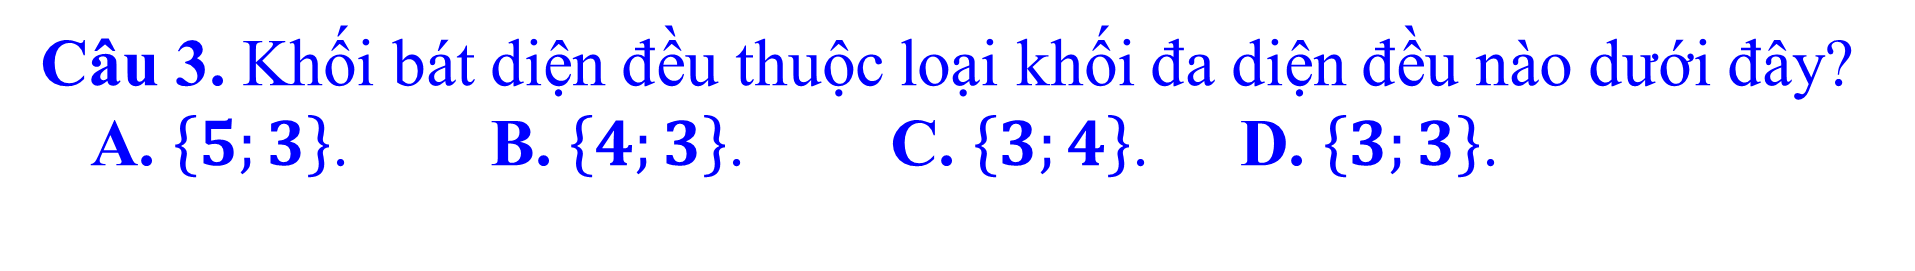 Câu 3. Khối bát diện đều thuộc loại khối đa diện đều nào dưới đây?
A. {5; 3}. B. {4; 3}. C. {3; 4}. D. {3; 3}.